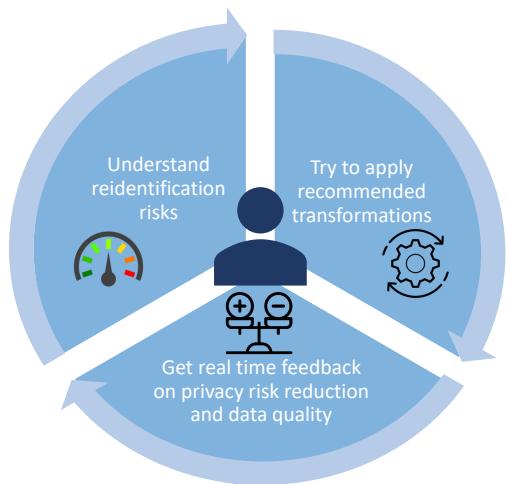 Understand
reidentification
risks
Try to apply
recommended
transformations
Get real time feedback
on privacy risk reduction
and data quality